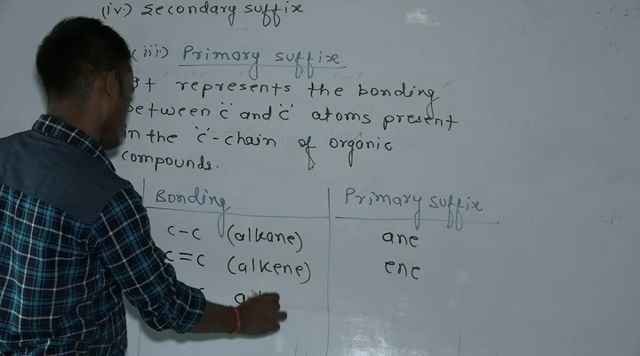 (iv) Secondary suffix
(iii) Primary suffix
It represents the bonding
between 'c' and 'c' atoms present
in the 'c'-chain of organic
compounds.
Bonding Primary suffix
c-c (alkane) ane
c=c (alkene) ene